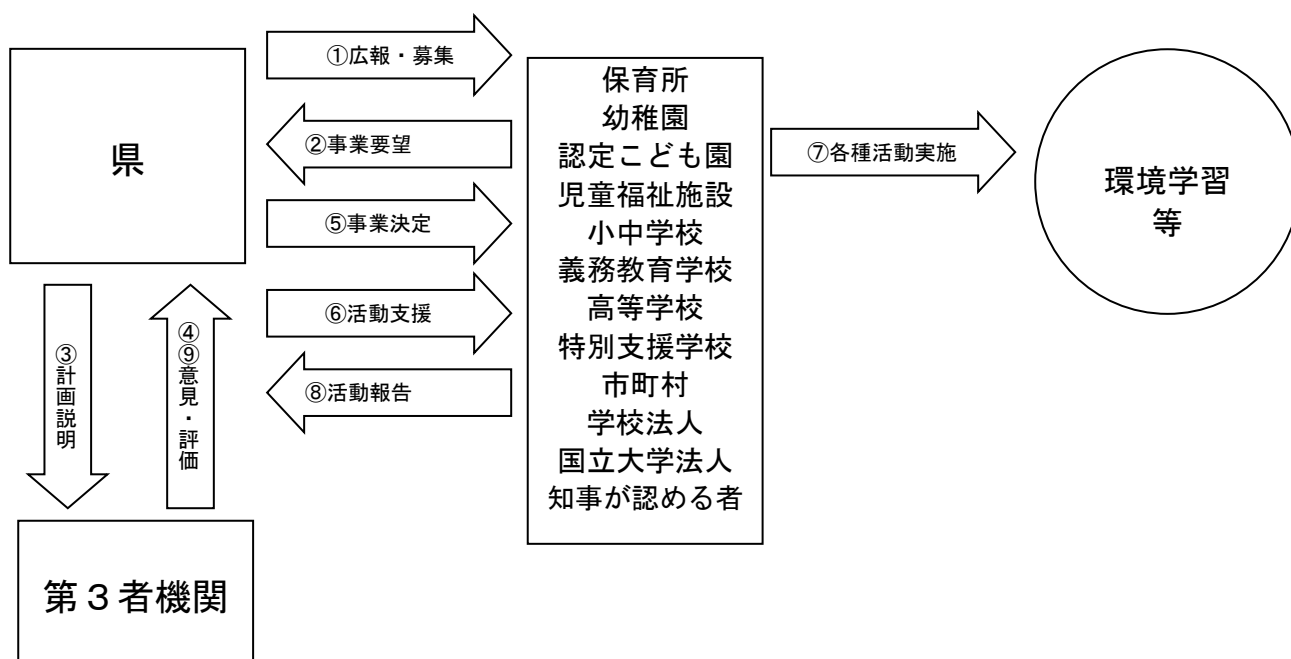 県
①広報・募集
②事業要望
⑤事業決定
⑥活動支援
⑧活動報告
③計画説明
④⑨意見・評価
第３者機関
保育所
幼稚園
認定こども園
児童福祉施設
小中学校
義務教育学校
高等学校
特別支援学校
市町村
学校法人
国立大学法人
知事が認める者
⑦各種活動実施
環境学習
等